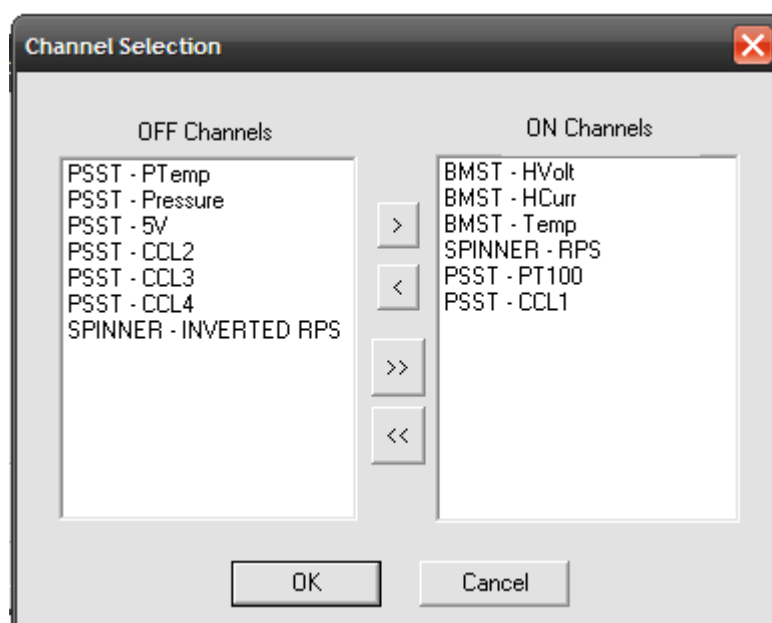 Channel Selection
OFF Channels
PSST - PTemp
PSST - Pressure
PSST - 5V
PSST - CCL2
PSST - CCL3
PSST - CCL4
SPINNER - INVERTED RPS
>
<
>>
<<
ON Channels
BMST - HVolt
BMST - HCurr
BMST - Temp
SPINNER - RPS
PSST - PT100
PSST - CCL1
OK
Cancel